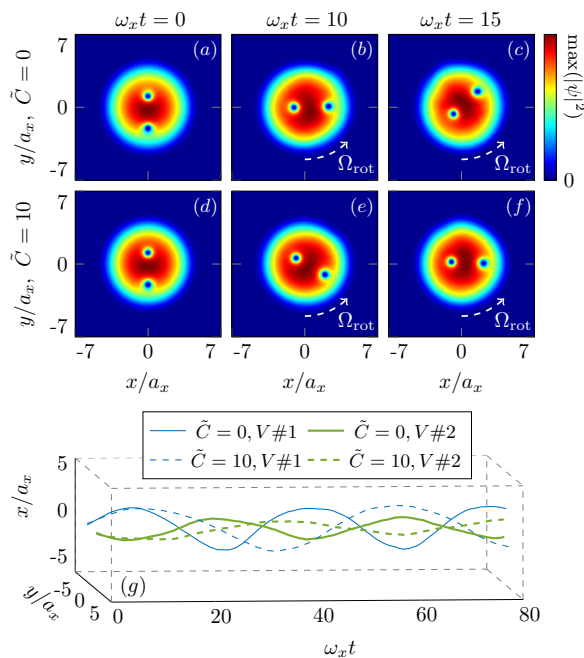 ωₓt = 0 ωₓt = 10 ωₓt = 15
y/aₓ, C̃ = 0
7
0
-7
(a) (b) (c)
Ωrot Ωrot
max(|ψ|²)
0
y/aₓ, C̃ = 10
7
0
-7
(d) (e) (f)
Ωrot Ωrot
-7 0 7 -7 0 7 -7 0 7
x/aₓ x/aₓ x/aₓ
C̃ = 0, V#1 C̃ = 0, V#2
C̃ = 10, V#1 C̃ = 10, V#2
x/aₓ
5
0
-5
y/aₓ
-5
0
5
(g)
0 20 40 60 80
ωₓt